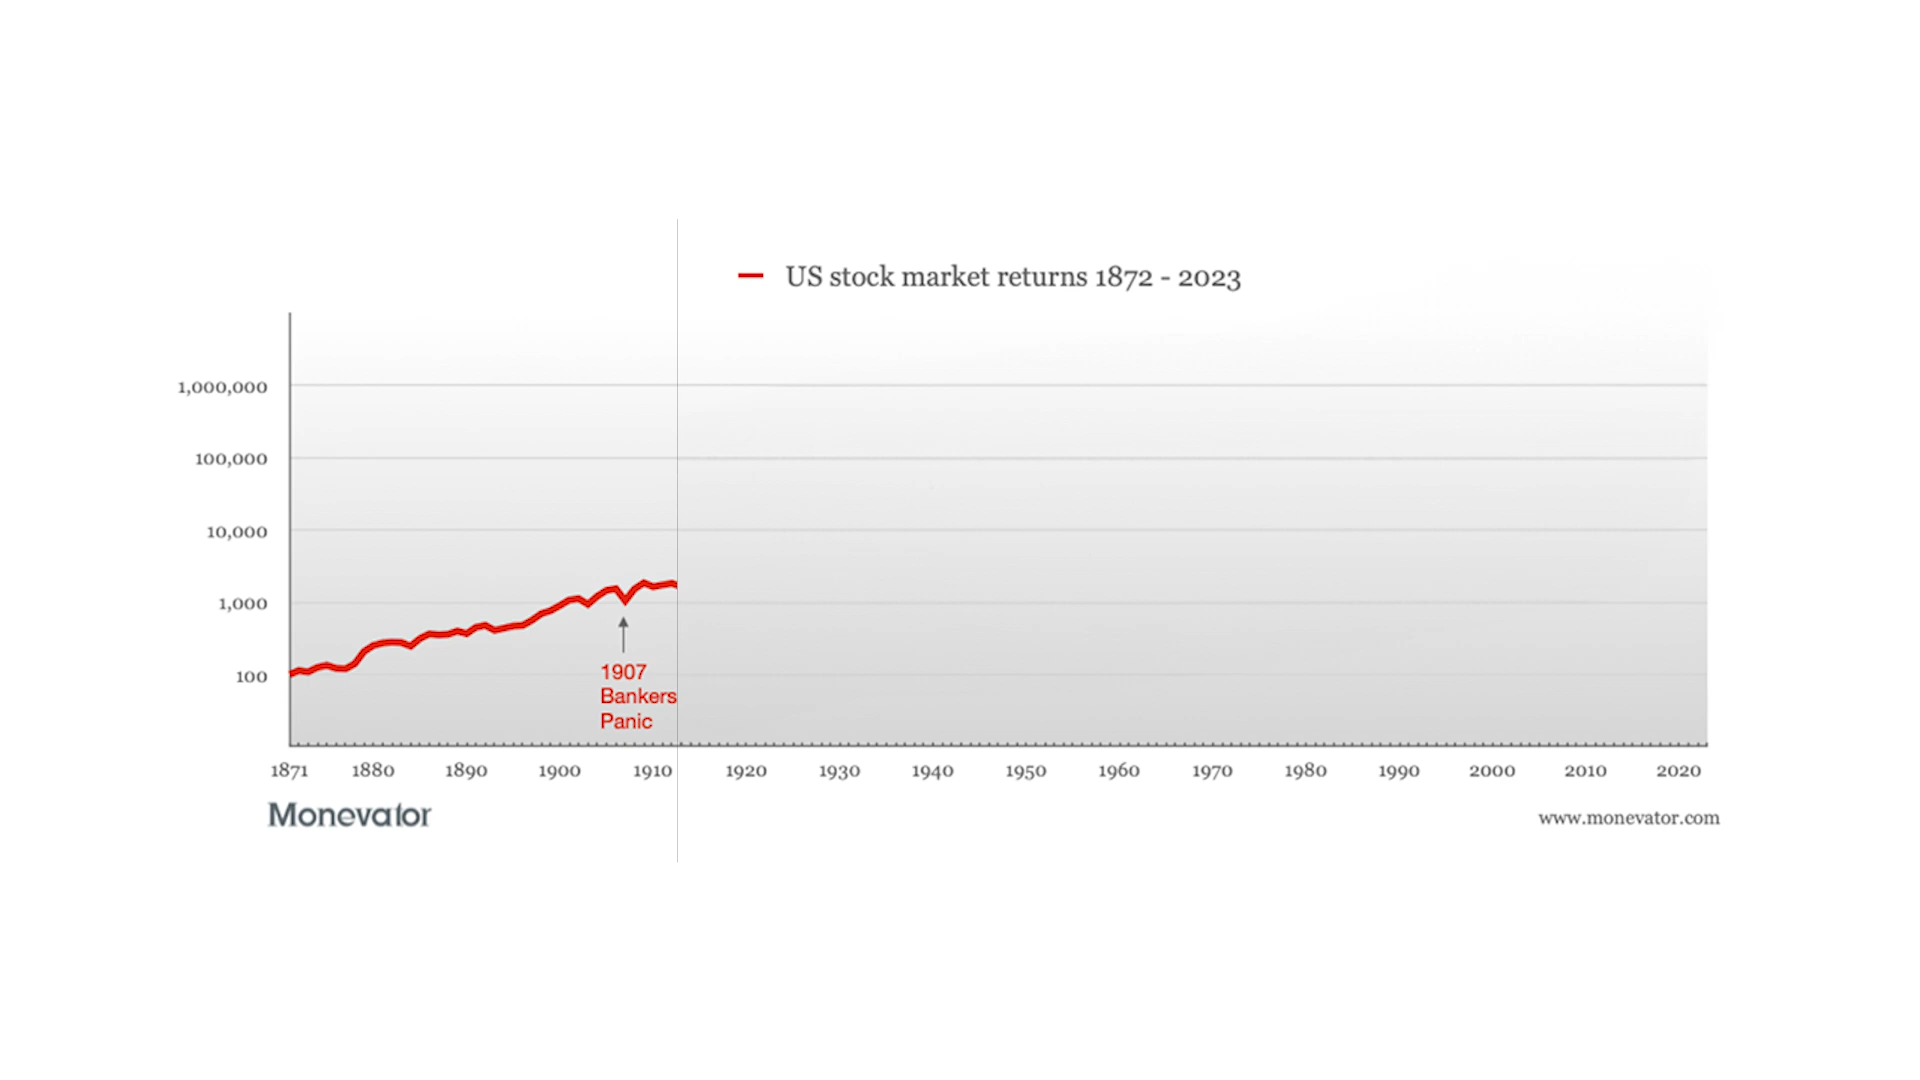 US stock market returns 1872 - 2023
1,000,000
100,000
10,000
1,000
100
1907
Bankers
Panic
1871 1880 1890 1900 1910 1920 1930 1940 1950 1960 1970 1980 1990 2000 2010 2020
Monevator
www.monevator.com